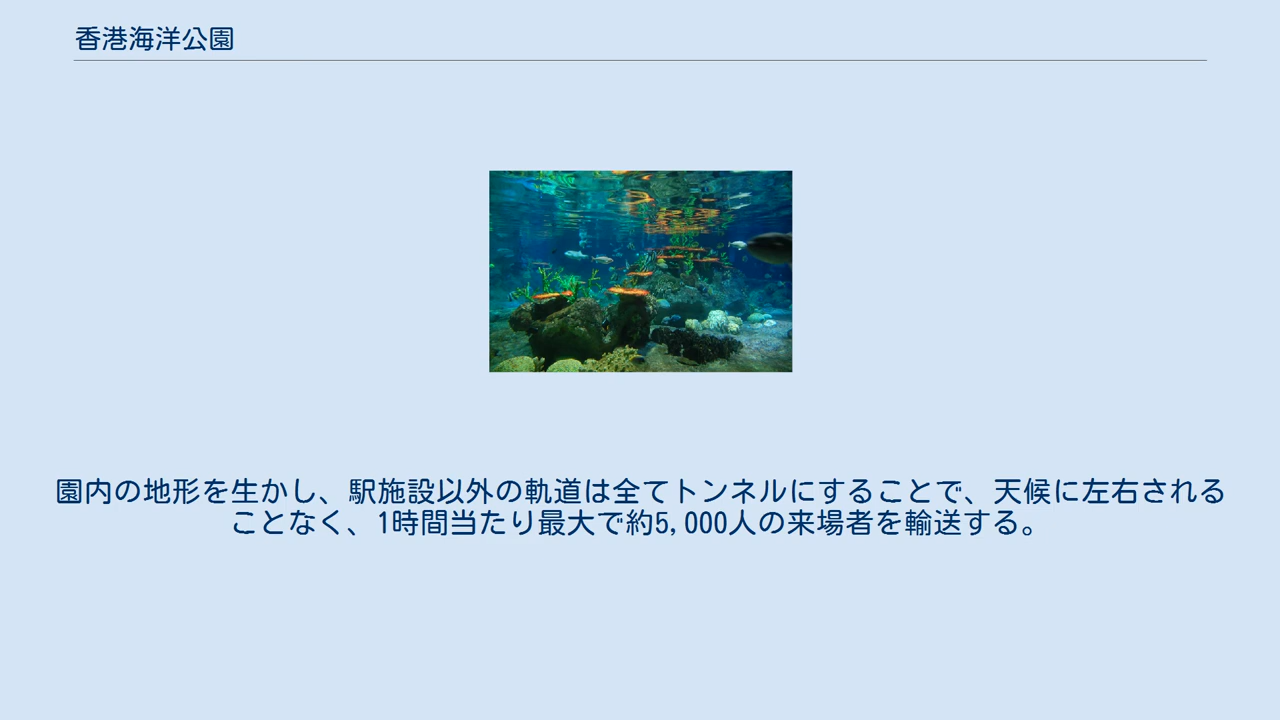 香港海洋公園
園内の地形を生かし、駅施設以外の軌道は全てトンネルにすることで、天候に左右される
ことなく、1時間当たり最大で約5,000人の来場者を輸送する。